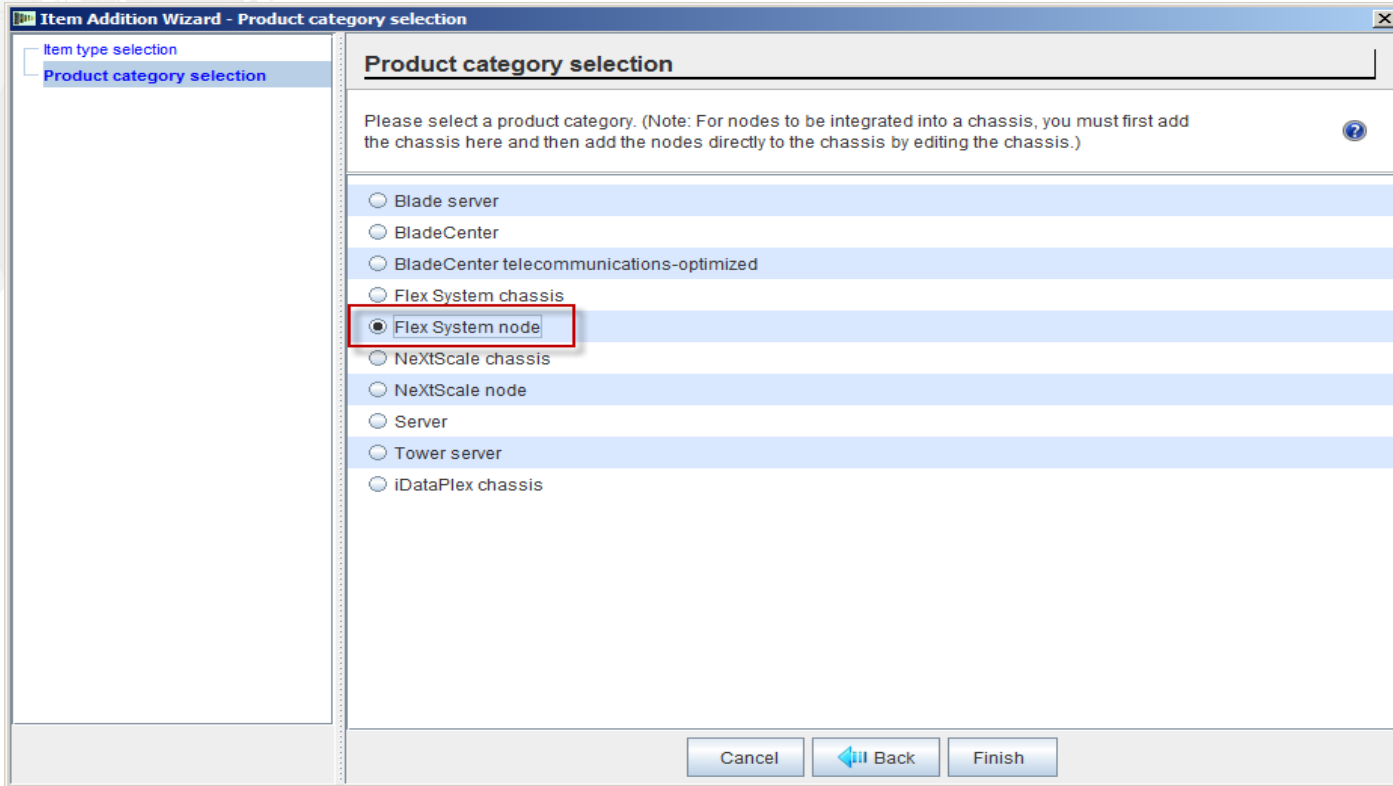 Item Addition Wizard - Product category selection
Item type selection
Product category selection
Product category selection
Please select a product category. (Note: For nodes to be integrated into a chassis, you must first add
the chassis here and then add the nodes directly to the chassis by editing the chassis.)
Blade server
BladeCenter
BladeCenter telecommunications-optimized
Flex System chassis
Flex System node
NeXtScale chassis
NeXtScale node
Server
Tower server
iDataPlex chassis
Cancel
Back
Finish